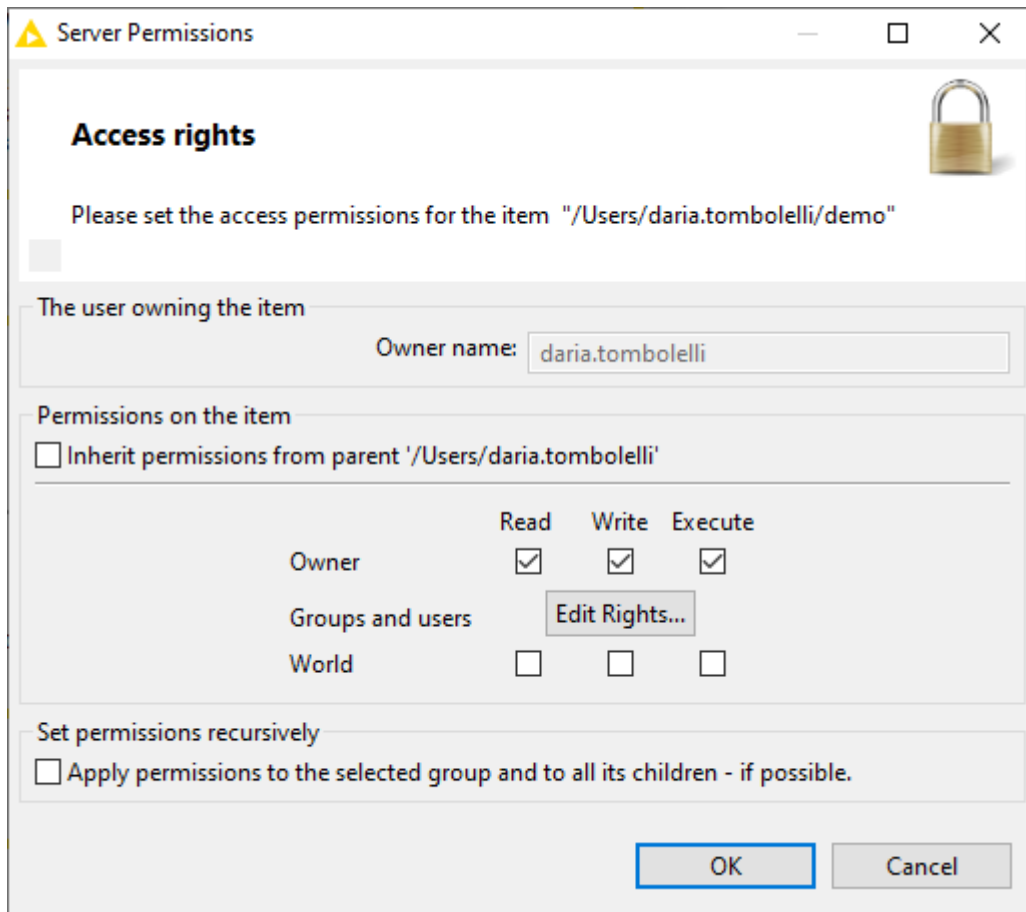 Server Permissions
Access rights
Please set the access permissions for the item  "/Users/daria.tombolelli/demo"
The user owning the item
Owner name: daria.tombolelli
Permissions on the item
Inherit permissions from parent '/Users/daria.tombolelli'
Read Write Execute
Owner
Groups and users Edit Rights...
World
Set permissions recursively
Apply permissions to the selected group and to all its children - if possible.
OK Cancel